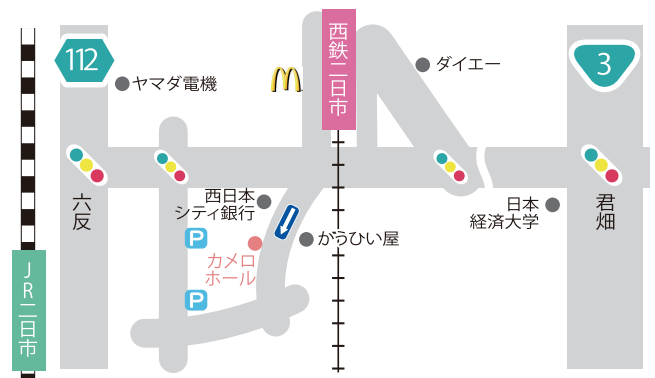 西鉄二日市
112
3
ヤマダ電機
ダイエー
六反
西日本
シティ銀行
日本
経済大学
君畑
P
カメロ
ホール
かうひい屋
P
JR二日市